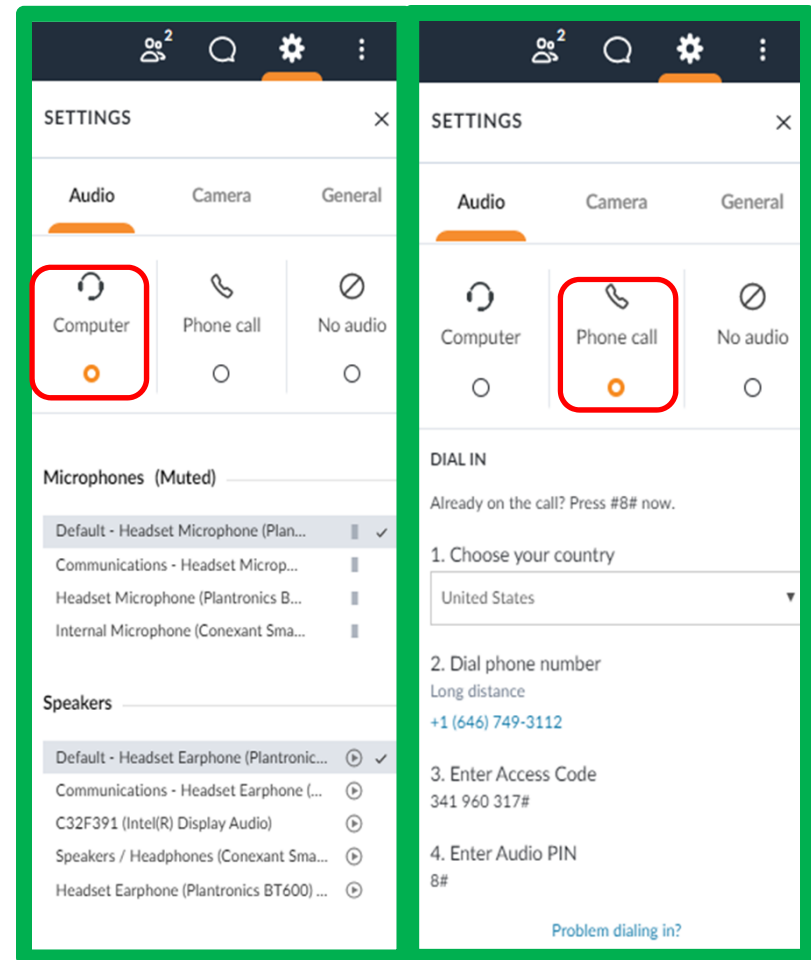 2
SETTINGS
Audio Camera General
Computer Phone call No audio
Microphones (Muted)
Default - Headset Microphone (Plan...
Communications - Headset Microp...
Headset Microphone (Plantronics B...
Internal Microphone (Conexant Sma...
Speakers
Default - Headset Earphone (Plantronic...
Communications - Headset Earphone (...
C32F391 (Intel(R) Display Audio)
Speakers / Headphones (Conexant Sma...
Headset Earphone (Plantronics BT600) ...
2
SETTINGS
Audio Camera General
Computer Phone call No audio
DIAL IN
Already on the call? Press #8# now.
1. Choose your country
United States
2. Dial phone number
Long distance
+1 (646) 749-3112
3. Enter Access Code
341 960 317#
4. Enter Audio PIN
8#
Problem dialing in?